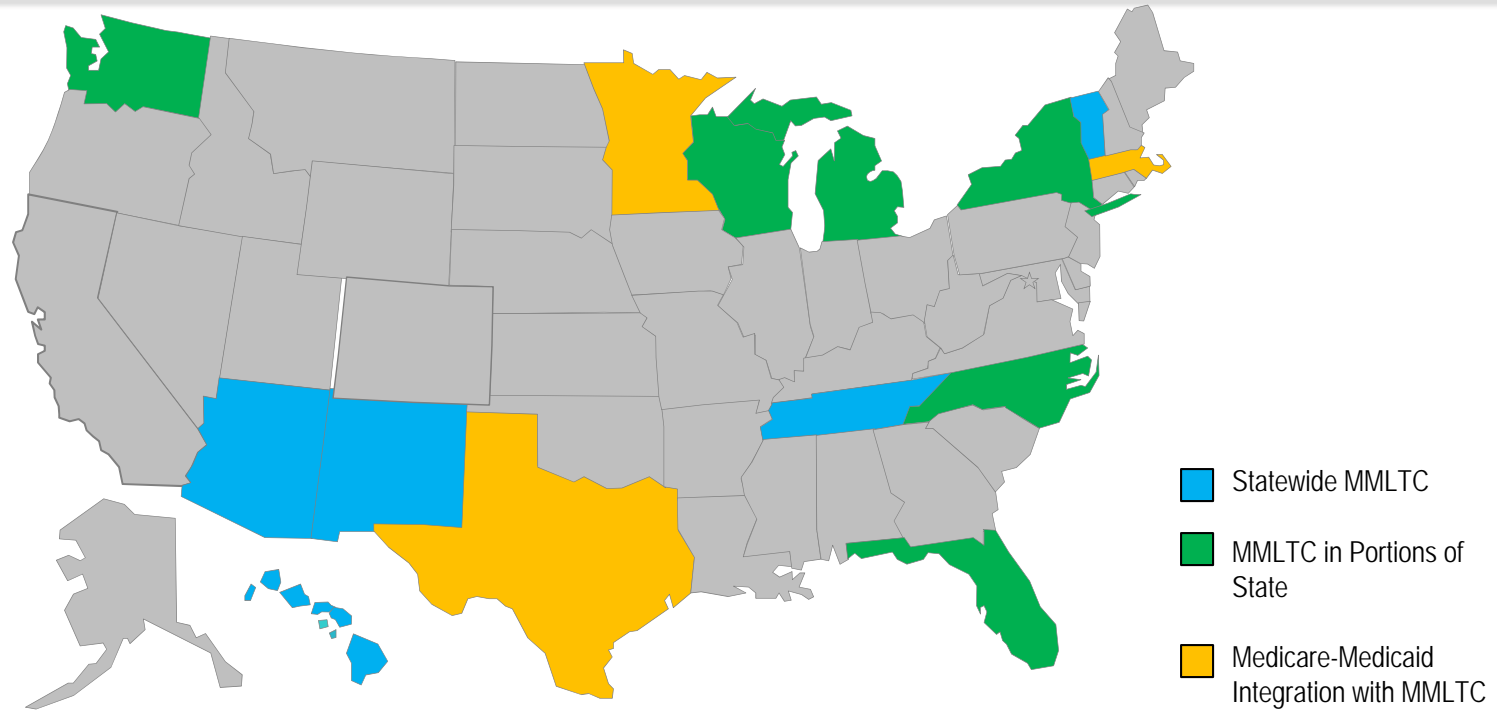 Statewide MMLTC
MMLTC in Portions of
State
Medicare-Medicaid
Integration with MMLTC